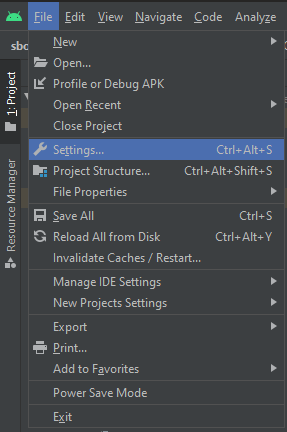 File Edit View Navigate Code Analyze
sbo
1: Project
Resource Manager
New
Open...
Profile or Debug APK
Open Recent
Close Project
Settings... Ctrl+Alt+S
Project Structure... Ctrl+Alt+Shift+S
File Properties
Save All Ctrl+S
Reload All from Disk Ctrl+Alt+Y
Invalidate Caches / Restart...
Manage IDE Settings
New Projects Settings
Export
Print...
Add to Favorites
Power Save Mode
Exit